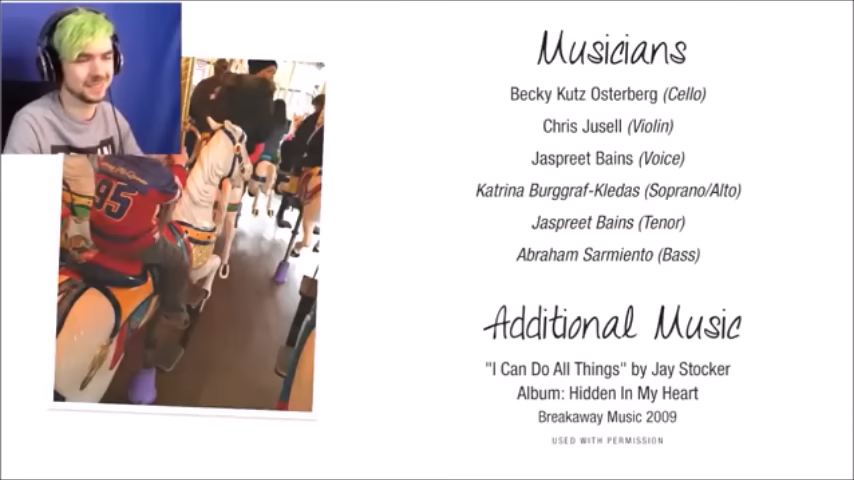 Musicians
Becky Kutz Osterberg (Cello)
Chris Jusell (Violin)
Jaspreet Bains (Voice)
Katrina Burggraf-Kledas (Soprano/Alto)
Jaspreet Bains (Tenor)
Abraham Sarmiento (Bass)
Additional Music
"I Can Do All Things" by Jay Stocker
Album: Hidden In My Heart
Breakaway Music 2009
USED WITH PERMISSION
95